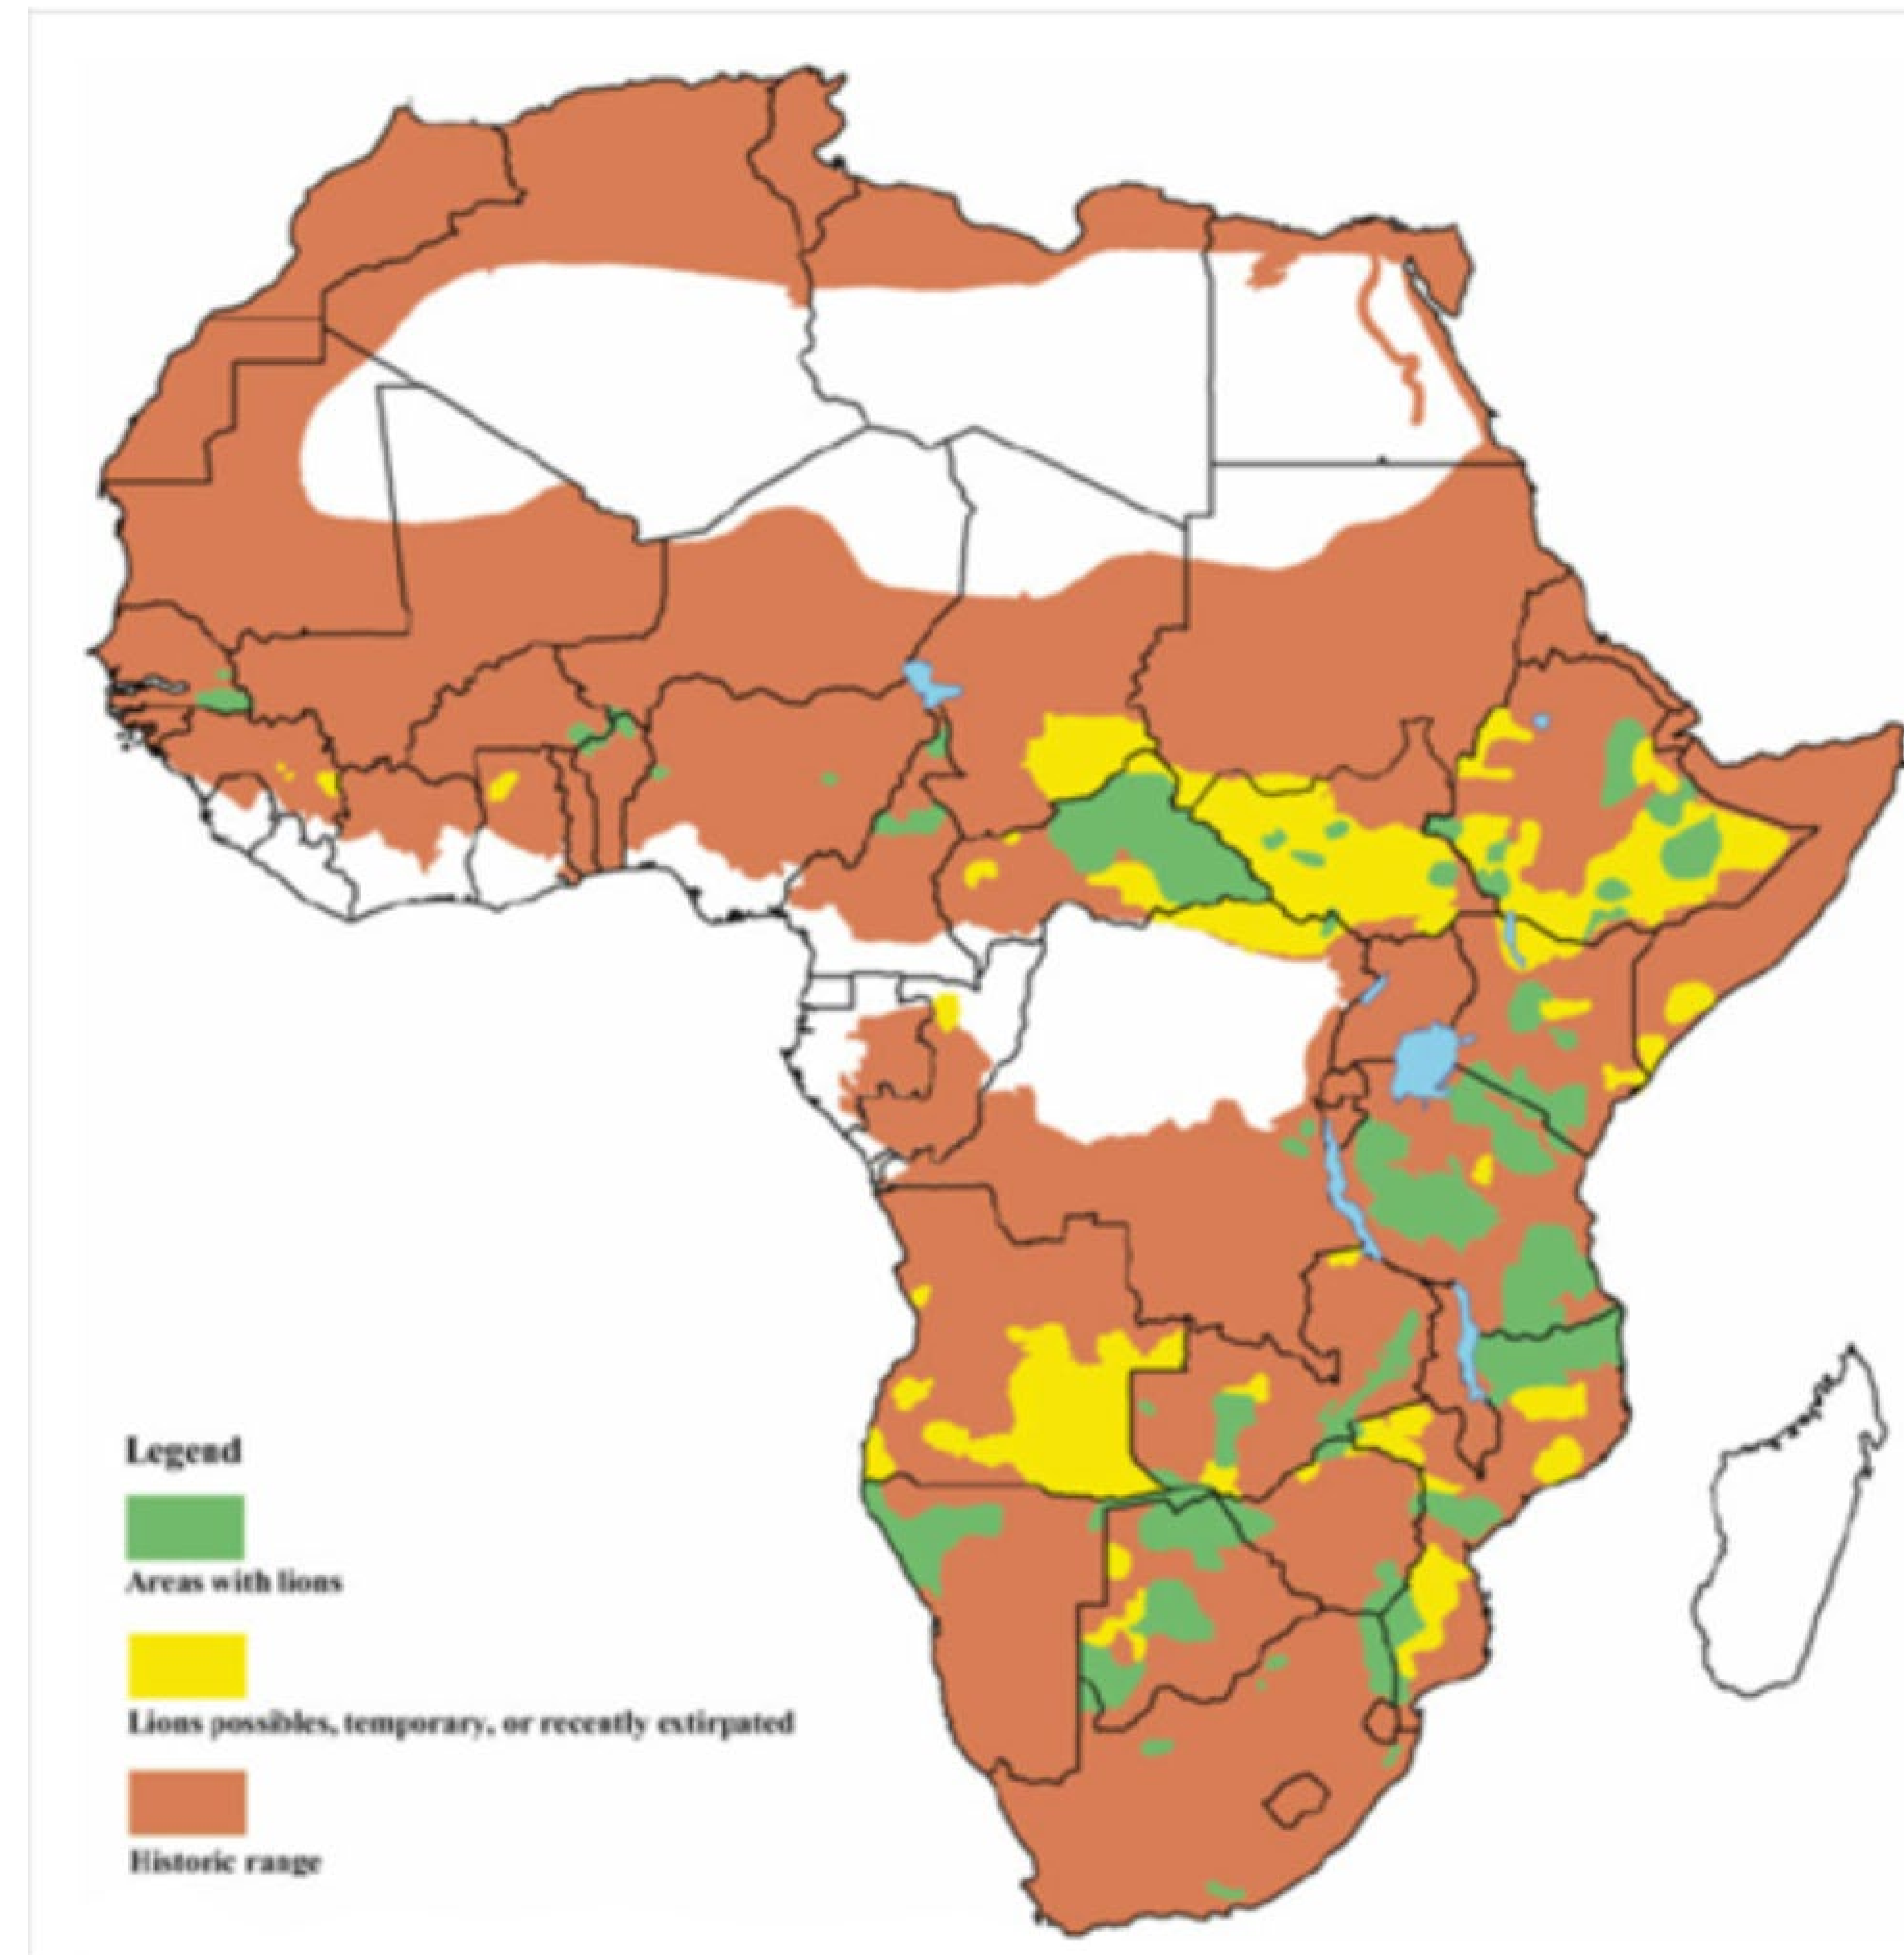 Legend
Areas with lions
Lions possibles, temporary, or recently extirpated
Historic range